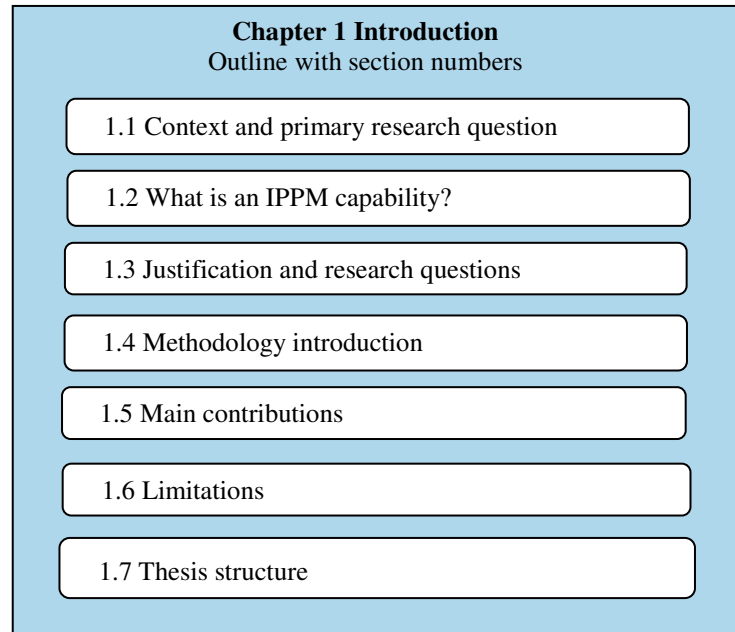 Chapter 1 Introduction
Outline with section numbers
1.1 Context and primary research question
1.2 What is an IPPM capability?
1.3 Justification and research questions
1.4 Methodology introduction
1.5 Main contributions
1.6 Limitations
1.7 Thesis structure